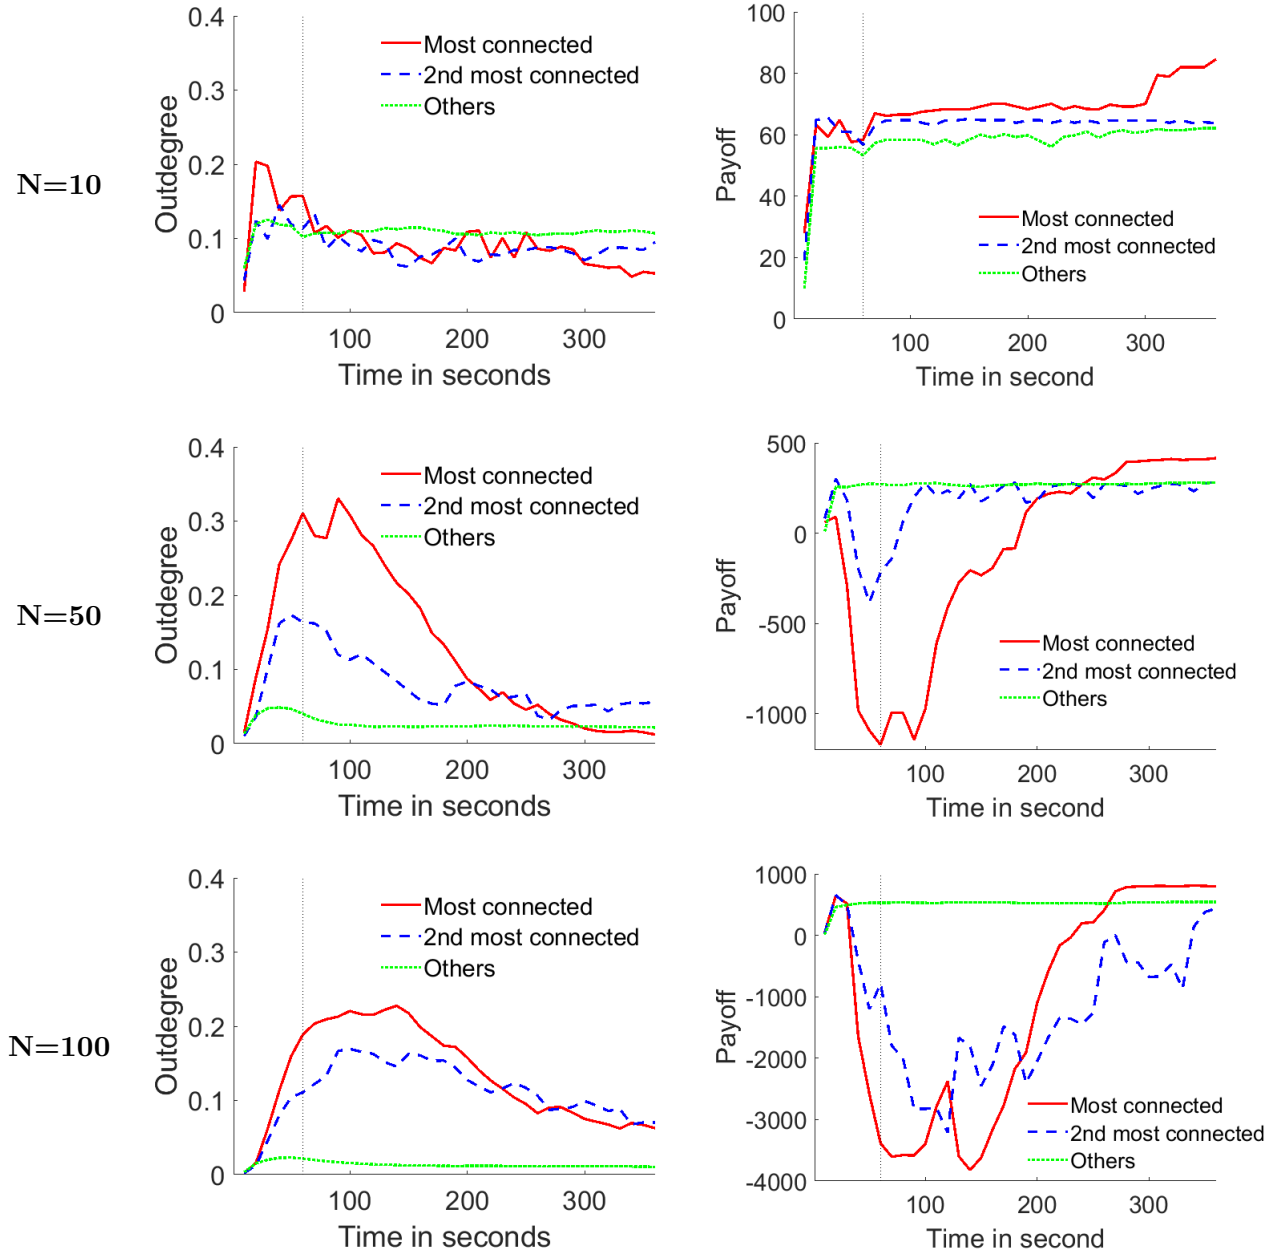 N=10
0.4
0.3
0.2
0.1
0
Outdegree
Most connected
2nd most connected
Others
100
200
300
Time in seconds
100
80
60
40
20
0
Payoff
Most connected
2nd most connected
Others
100
200
300
Time in second
N=50
0.4
0.3
0.2
0.1
0
Outdegree
Most connected
2nd most connected
Others
100
200
300
Time in seconds
500
0
-500
-1000
Payoff
Most connected
2nd most connected
Others
100
200
300
Time in second
N=100
0.4
0.3
0.2
0.1
0
Outdegree
Most connected
2nd most connected
Others
100
200
300
Time in seconds
1000
0
-1000
-2000
-3000
-4000
Payoff
Most connected
2nd most connected
Others
100
200
300
Time in second